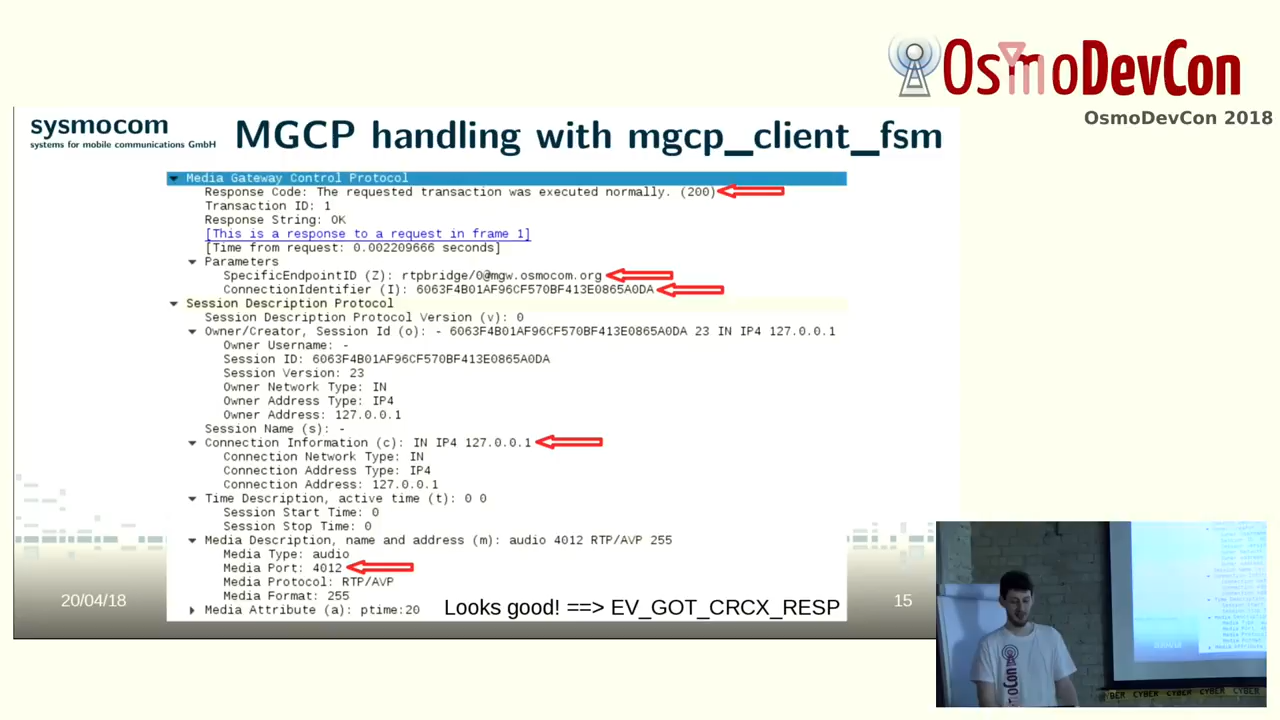 OsmoDevCon
OsmoDevCon 2018
sysmocom
systems for mobile communications GmbH
MGCP handling with mgcp_client_fsm
Media Gateway Control Protocol
Response Code: The requested transaction was executed normally. (200)
Transaction ID: 1
Response String: OK
[This is a response to a request in frame 1]
[Time from request: 0.002209666 seconds]
Parameters
SpecificEndpointID (Z): rtpbridge/0@mgw.osmocom.org
ConnectionIdentifier (I): 6063F4B01AF96CF570BF413E0865A0DA
Session Description Protocol
Session Description Protocol Version (v): 0
Owner/Creator, Session Id (o): - 6063F4B01AF96CF570BF413E0865A0DA 23 IN IP4 127.0.0.1
Owner Username: -
Session ID: 6063F4B01AF96CF570BF413E0865A0DA
Session Version: 23
Owner Network Type: IN
Owner Address Type: IP4
Owner Address: 127.0.0.1
Session Name (s): -
Connection Information (c): IN IP4 127.0.0.1
Connection Network Type: IN
Connection Address Type: IP4
Connection Address: 127.0.0.1
Time Description, active time (t): 0 0
Session Start Time: 0
Session Stop Time: 0
Media Description, name and address (m): audio 4012 RTP/AVP 255
Media Type: audio
Media Port: 4012
Media Protocol: RTP/AVP
Media Format: 255
Media Attribute (a): ptime:20
Looks good! ==> EV_GOT_CRCX_RESP
20/04/18
15
CYBER CYBER CYBER CYBER